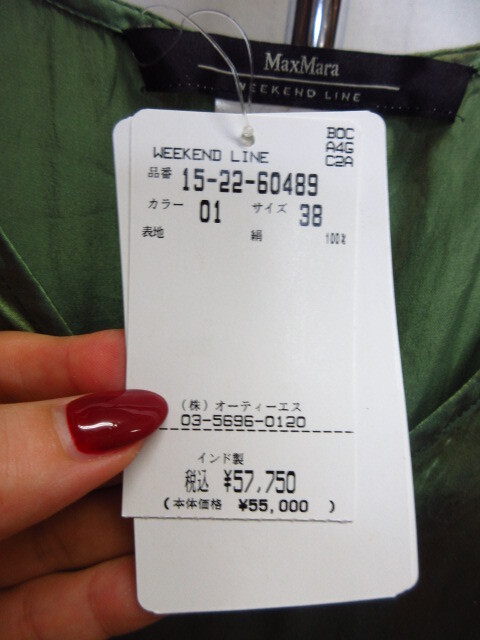 MaxMara
WEEKEND LINE
BOC
WEEKEND LINE A4G
C2A
品番 15-22-60489
カラー 01 サイズ 38
表地 絹 100%
(株)オーティーエス
03-5696-0120
インド製
税込 ¥57,750
(本体価格 ¥55,000 )